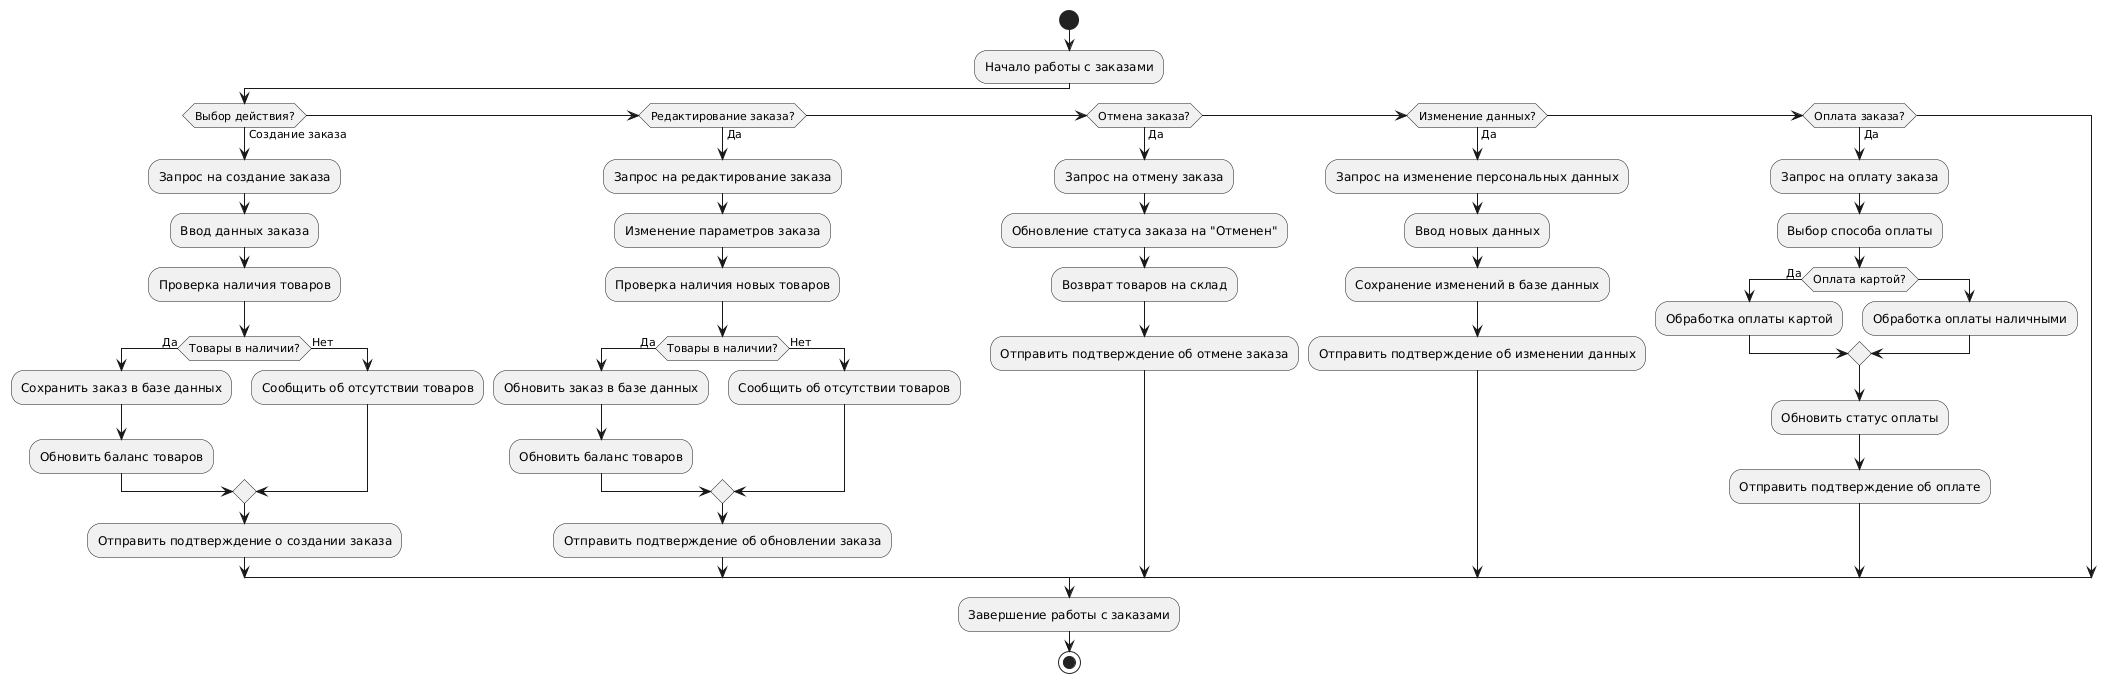 Начало работы с заказами
Выбор действия?
Создание заказа
Запрос на создание заказа
Ввод данных заказа
Проверка наличия товаров
Товары в наличии?
Да
Нет
Сохранить заказ в базе данных
Сообщить об отсутствии товаров
Обновить баланс товаров
Отправить подтверждение о создании заказа
Редактирование заказа?
Да
Запрос на редактирование заказа
Изменение параметров заказа
Проверка наличия новых товаров
Товары в наличии?
Да
Нет
Обновить заказ в базе данных
Сообщить об отсутствии товаров
Обновить баланс товаров
Отправить подтверждение об обновлении заказа
Отмена заказа?
Да
Запрос на отмену заказа
Обновление статуса заказа на "Отменен"
Возврат товаров на склад
Отправить подтверждение об отмене заказа
Изменение данных?
Да
Запрос на изменение персональных данных
Ввод новых данных
Сохранение изменений в базе данных
Отправить подтверждение об изменении данных
Оплата заказа?
Да
Запрос на оплату заказа
Выбор способа оплаты
Да
Оплата картой?
Обработка оплаты картой
Обработка оплаты наличными
Обновить статус оплаты
Отправить подтверждение об оплате
Завершение работы с заказами